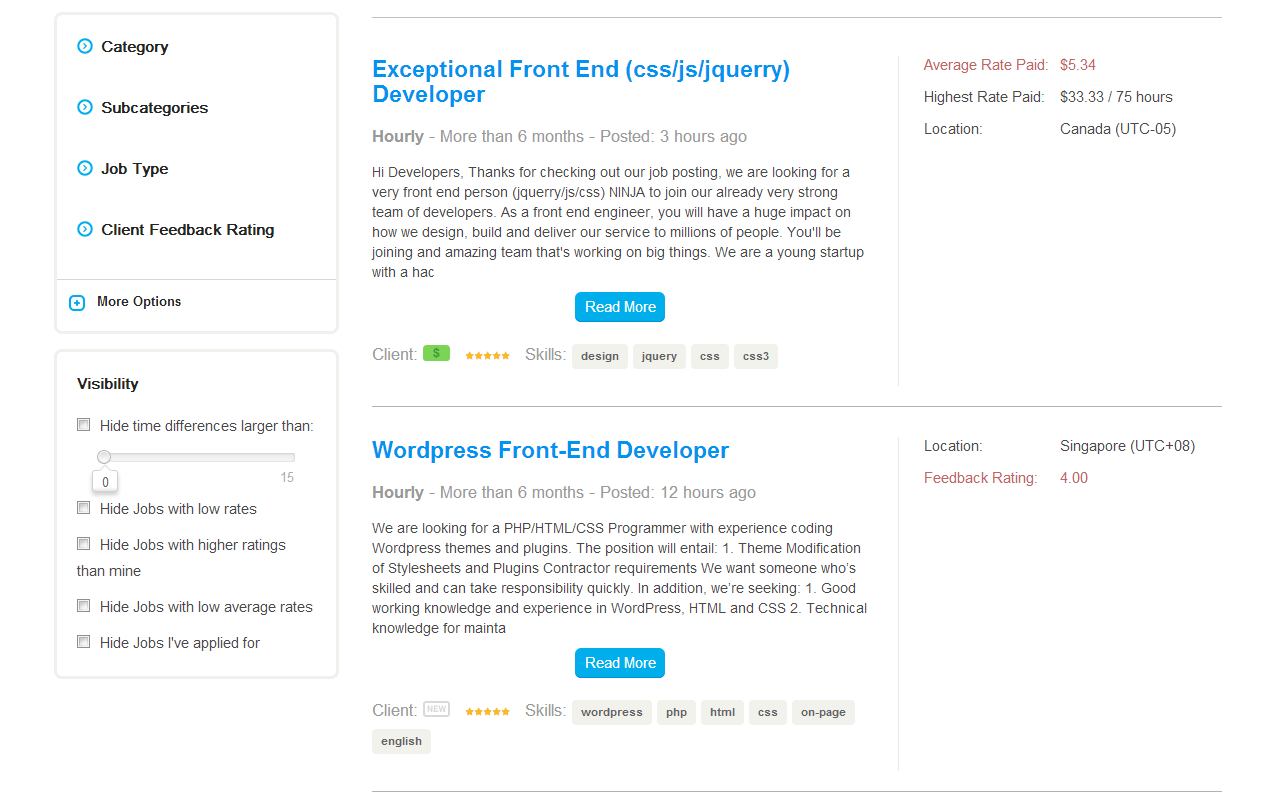 Category
Subcategories
Job Type
Client Feedback Rating
More Options
Visibility
Hide time differences larger than:
15
0
Hide Jobs with low rates
Hide Jobs with higher ratings
than mine
Hide Jobs with low average rates
Hide Jobs I've applied for
Exceptional Front End (css/js/jquerry)
Developer
Hourly - More than 6 months - Posted: 3 hours ago
Hi Developers, Thanks for checking out our job posting, we are looking for a
very front end person (jquerry/js/css) NINJA to join our already very strong
team of developers. As a front end engineer, you will have a huge impact on
how we design, build and deliver our service to millions of people. You'll be
joining and amazing team that's working on big things. We are a young startup
with a hac
Read More
Client: $ Skills: design jquery css css3
Average Rate Paid: $5.34
Highest Rate Paid: $33.33 / 75 hours
Location: Canada (UTC-05)
Wordpress Front-End Developer
Hourly - More than 6 months - Posted: 12 hours ago
We are looking for a PHP/HTML/CSS Programmer with experience coding
Wordpress themes and plugins. The position will entail: 1. Theme Modification
of Stylesheets and Plugins Contractor requirements We want someone who’s
skilled and can take responsibility quickly. In addition, we’re seeking: 1. Good
working knowledge and experience in WordPress, HTML and CSS 2. Technical
knowledge for mainta
Read More
Client: NEW Skills: wordpress php html css on-page
english
Location: Singapore (UTC+08)
Feedback Rating: 4.00